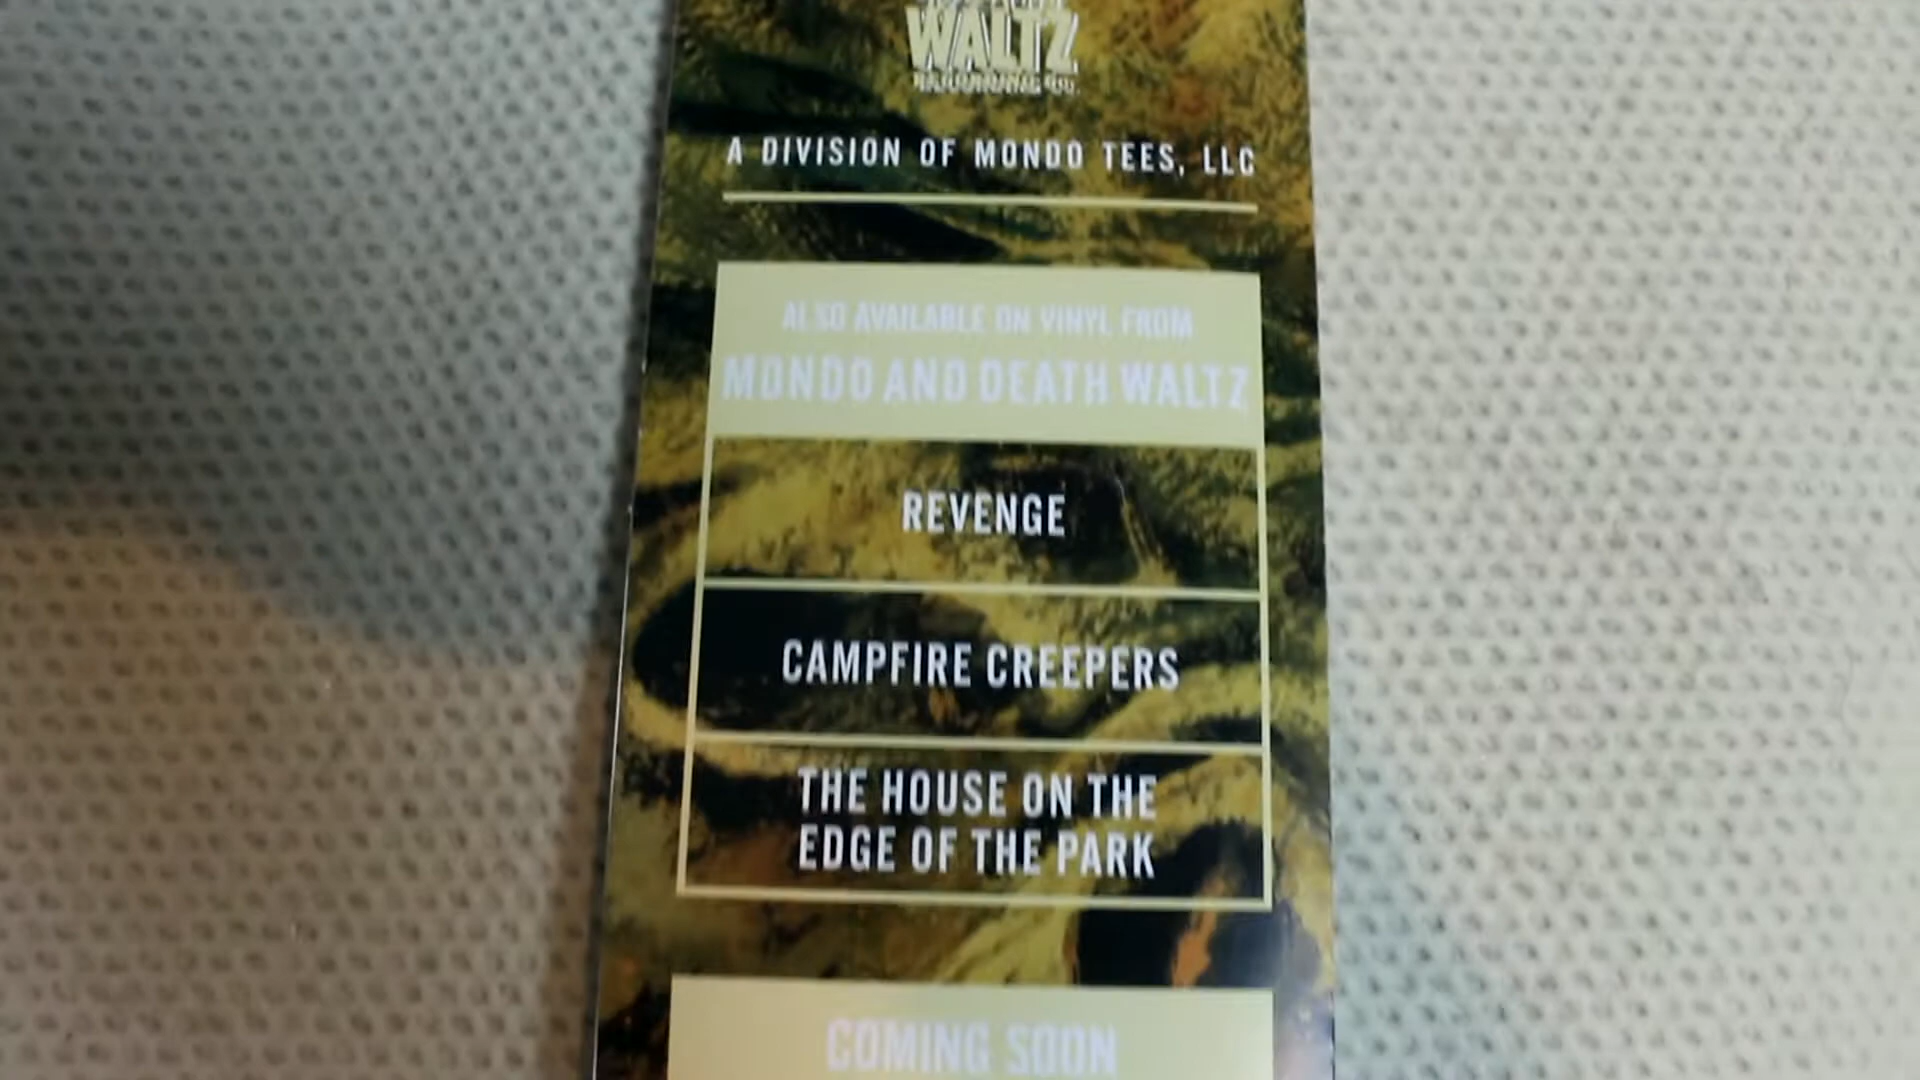 WALTZ
A DIVISION OF MONDO TEES, LLC
ALSO AVAILABLE ON VINYL FROM
MONDO AND DEATH WALTZ
REVENGE
CAMPFIRE CREEPERS
THE HOUSE ON THE
EDGE OF THE PARK
COMING SOON